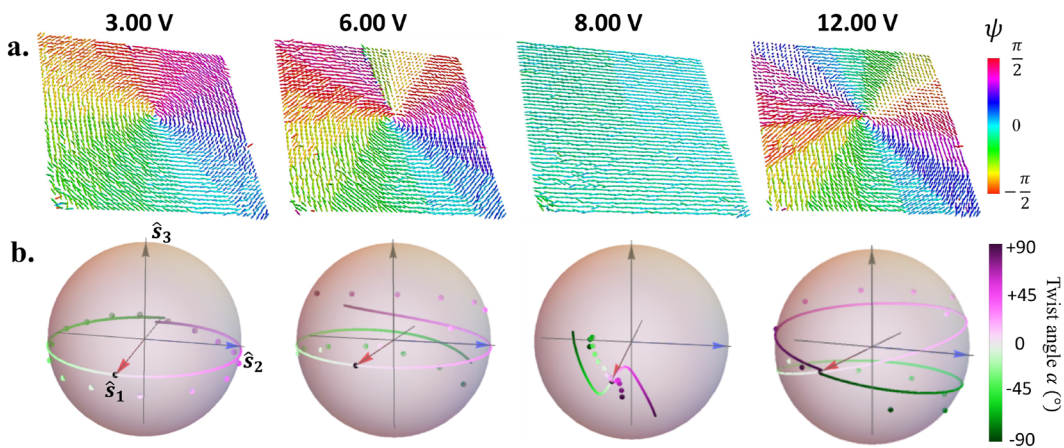 3.00 V 6.00 V 8.00 V 12.00 V
a.
ψ
π/2
0
-π/2
b.
ŝ₃
ŝ₂
ŝ₁
+90
+45
0
-45
-90
Twist angle α(°)